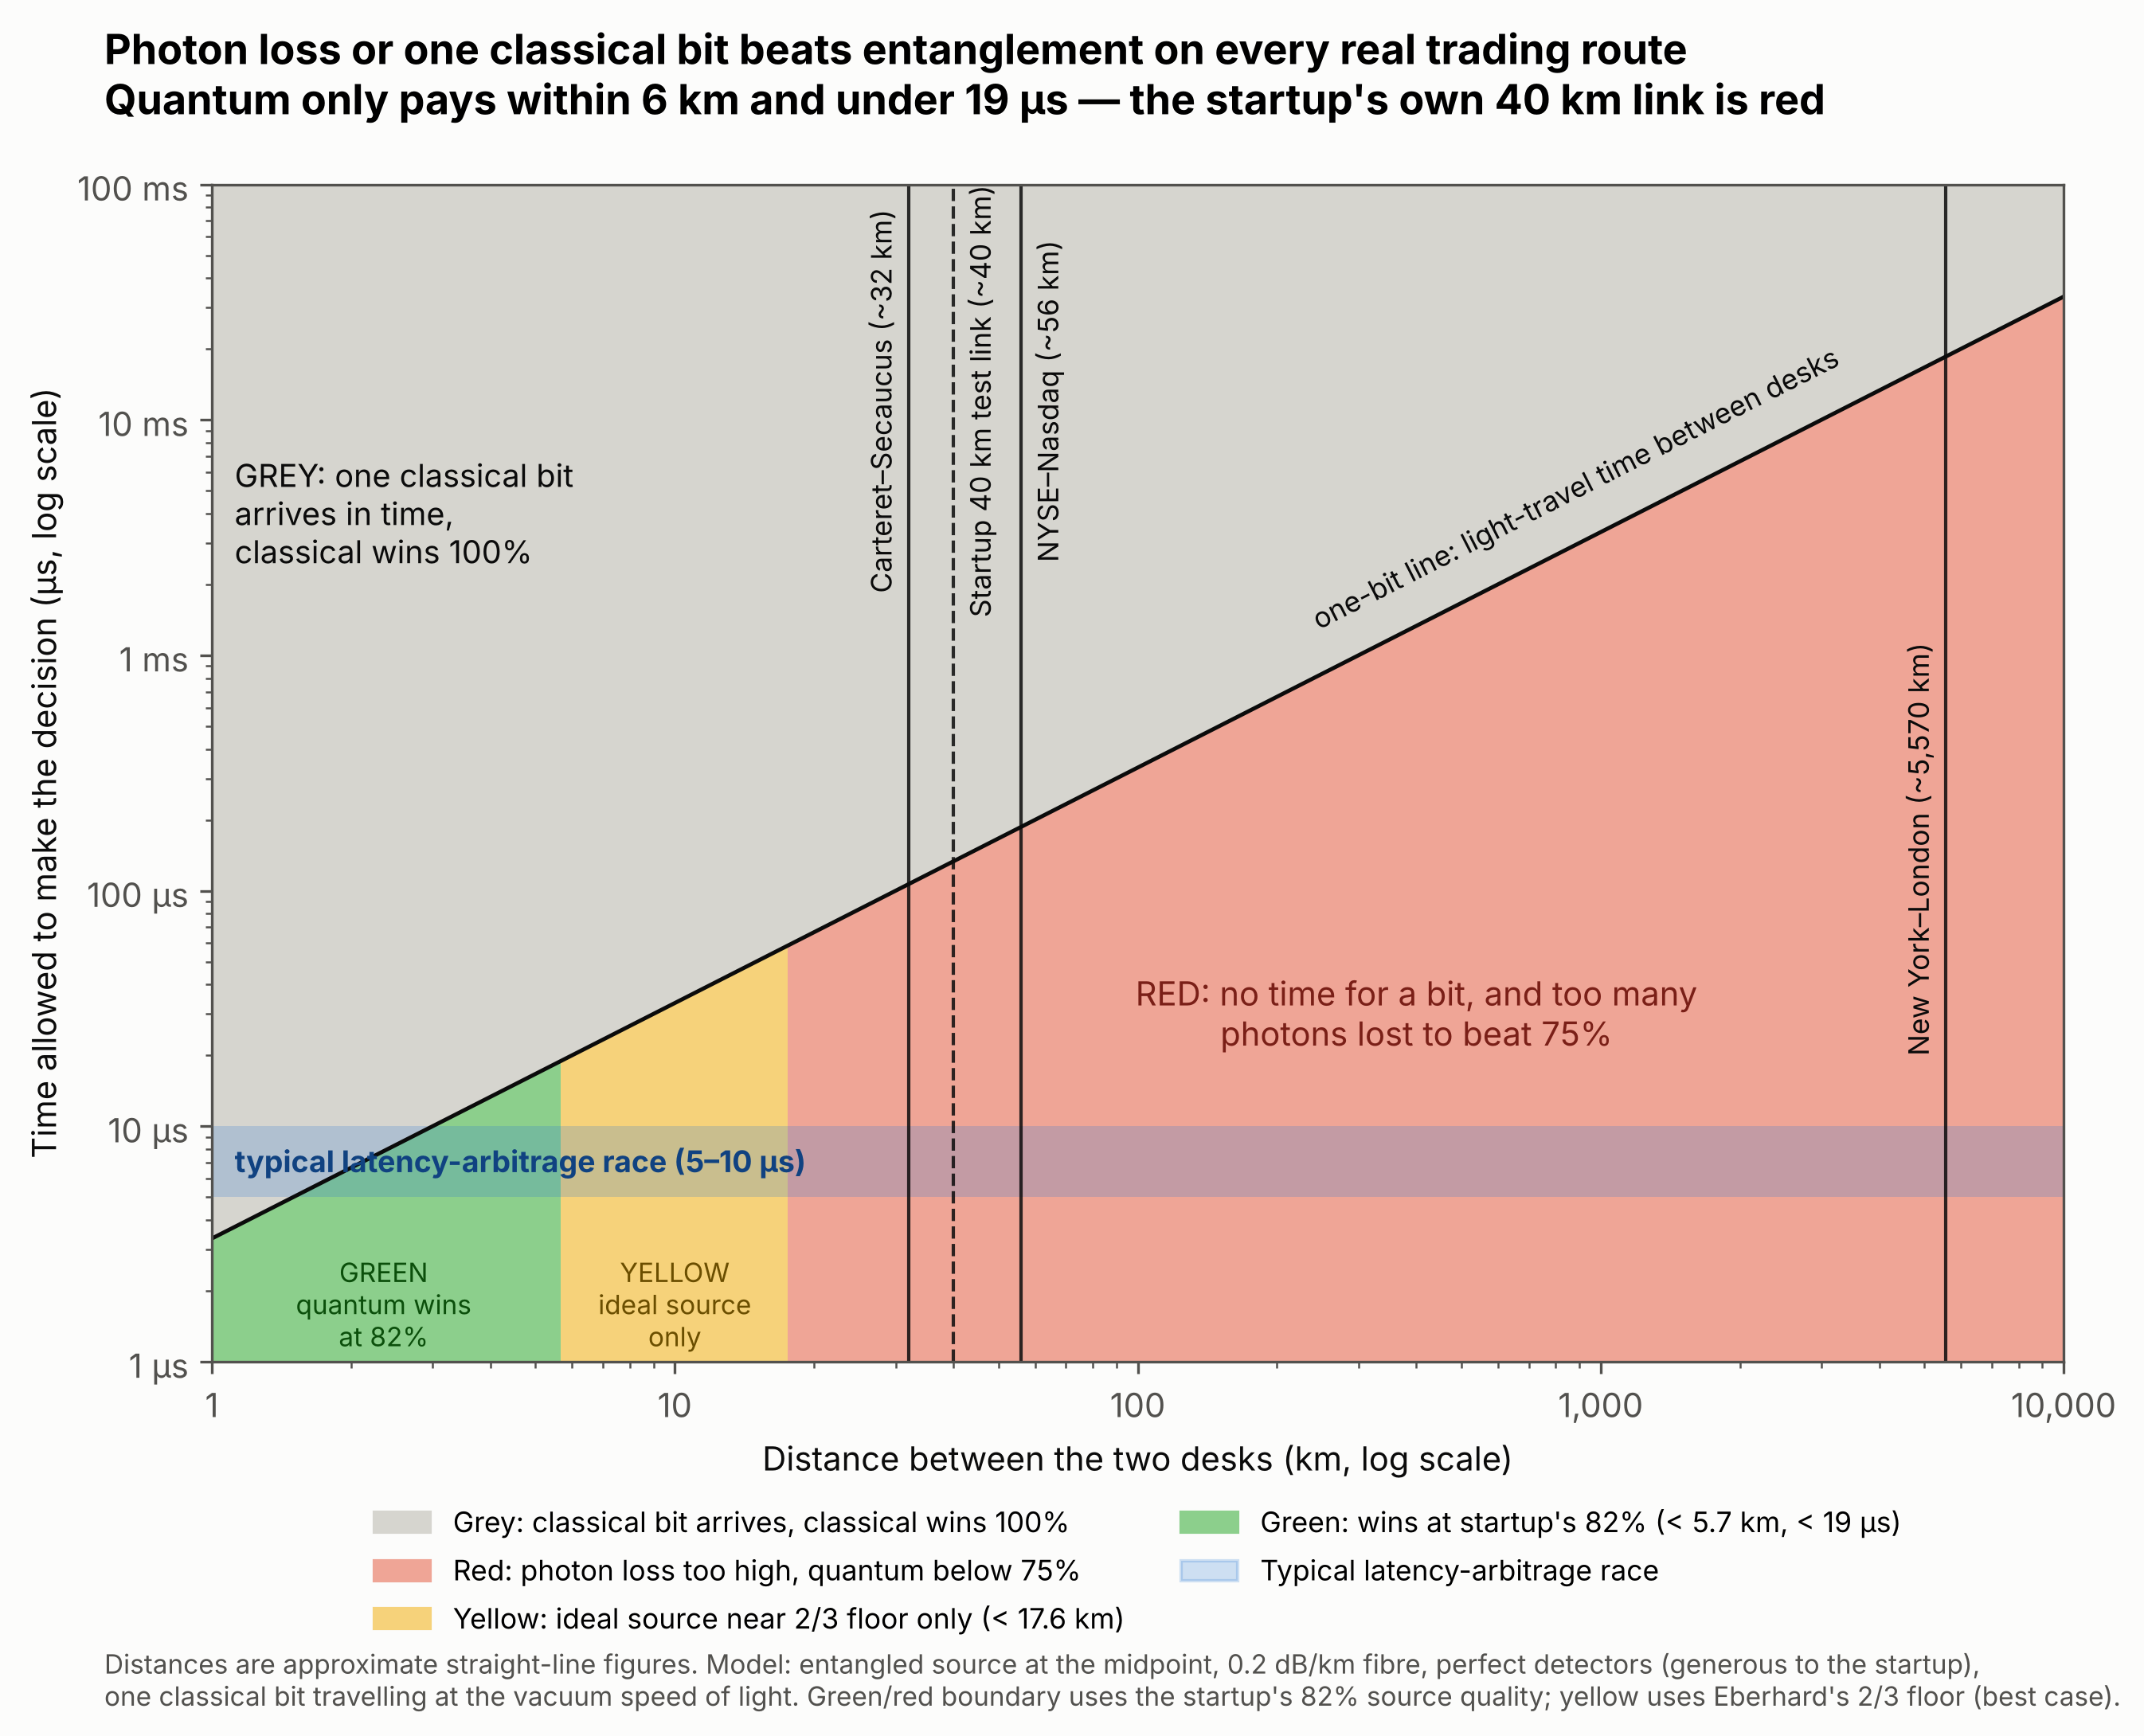 Photon loss or one classical bit beats entanglement on every real trading route
Quantum only pays within 6 km and under 19 µs — the startup's own 40 km link is red
Time allowed to make the decision (µs, log scale)
100 ms
10 ms
1 ms
100 µs
10 µs
1 µs
GREY: one classical bit
arrives in time,
classical wins 100%
Carteret–Secaucus (~32 km)
Startup 40 km test link (~40 km)
NYSE–Nasdaq (~56 km)
one-bit line: light-travel time between desks
New York–London (~5,570 km)
RED: no time for a bit, and too many
photons lost to beat 75%
typical latency-arbitrage race (5–10 µs)
GREEN
quantum wins
at 82%
YELLOW
ideal source
only
1
10
100
1,000
10,000
Distance between the two desks (km, log scale)
Grey: classical bit arrives, classical wins 100%
Red: photon loss too high, quantum below 75%
Yellow: ideal source near 2/3 floor only (< 17.6 km)
Green: wins at startup's 82% (< 5.7 km, < 19 µs)
Typical latency-arbitrage race
Distances are approximate straight-line figures. Model: entangled source at the midpoint, 0.2 dB/km fibre, perfect detectors (generous to the startup),
one classical bit travelling at the vacuum speed of light. Green/red boundary uses the startup's 82% source quality; yellow uses Eberhard's 2/3 floor (best case).